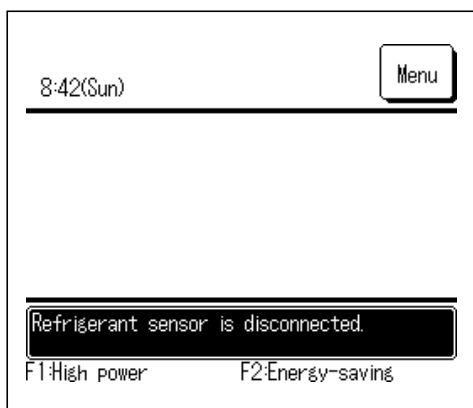 8:42(Sun)
Menu
Refrigerant sensor is disconnected.
F1:High power
F2:Energy-saving